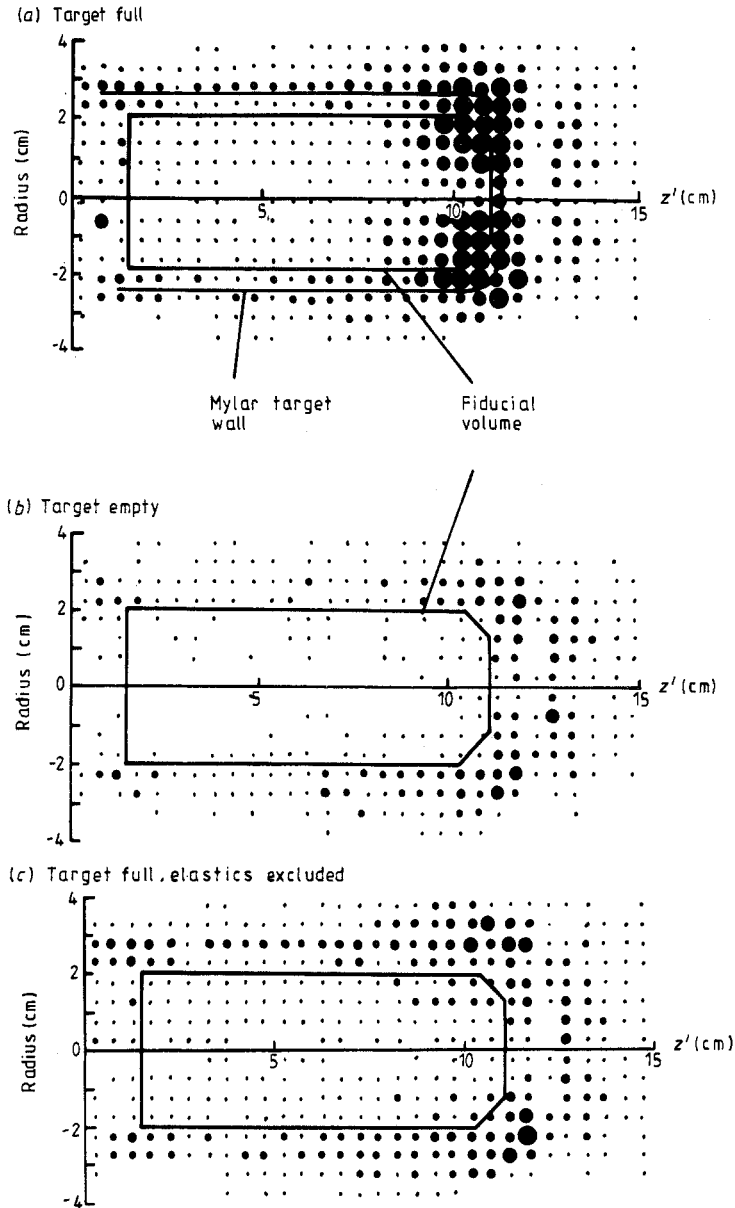 (a) Target full
4
2
0
-2
-4
Radius (cm)
5
10
15
z' (cm)
Mylar target
wall
Fiducial
volume
(b) Target empty
4
2
0
-2
-4
Radius (cm)
5
10
15
z' (cm)
(c) Target full, elastics excluded
4
2
0
-2
-4
Radius (cm)
5
10
15
z' (cm)